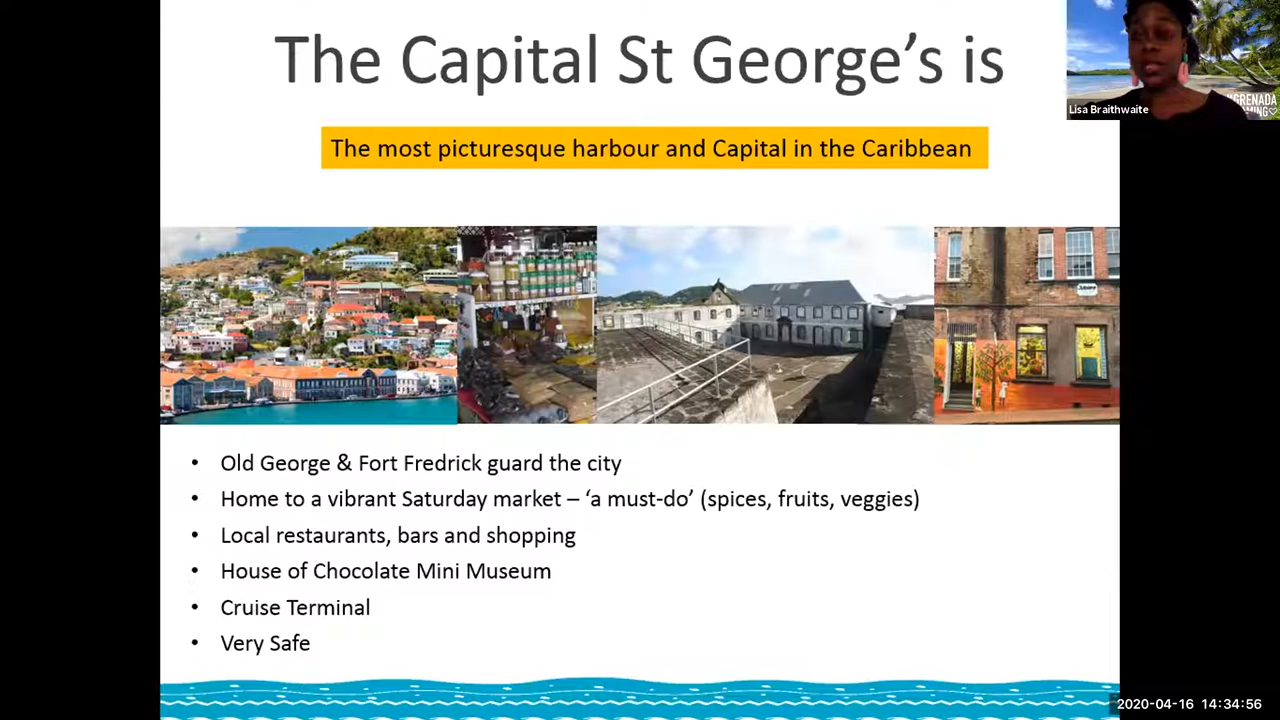 The Capital St George's is
Lisa Braithwaite
GRENADA
The most picturesque harbour and Capital in the Caribbean
• Old George & Fort Fredrick guard the city
• Home to a vibrant Saturday market – ‘a must-do’ (spices, fruits, veggies)
• Local restaurants, bars and shopping
• House of Chocolate Mini Museum
• Cruise Terminal
• Very Safe
2020-04-16 14:34:56